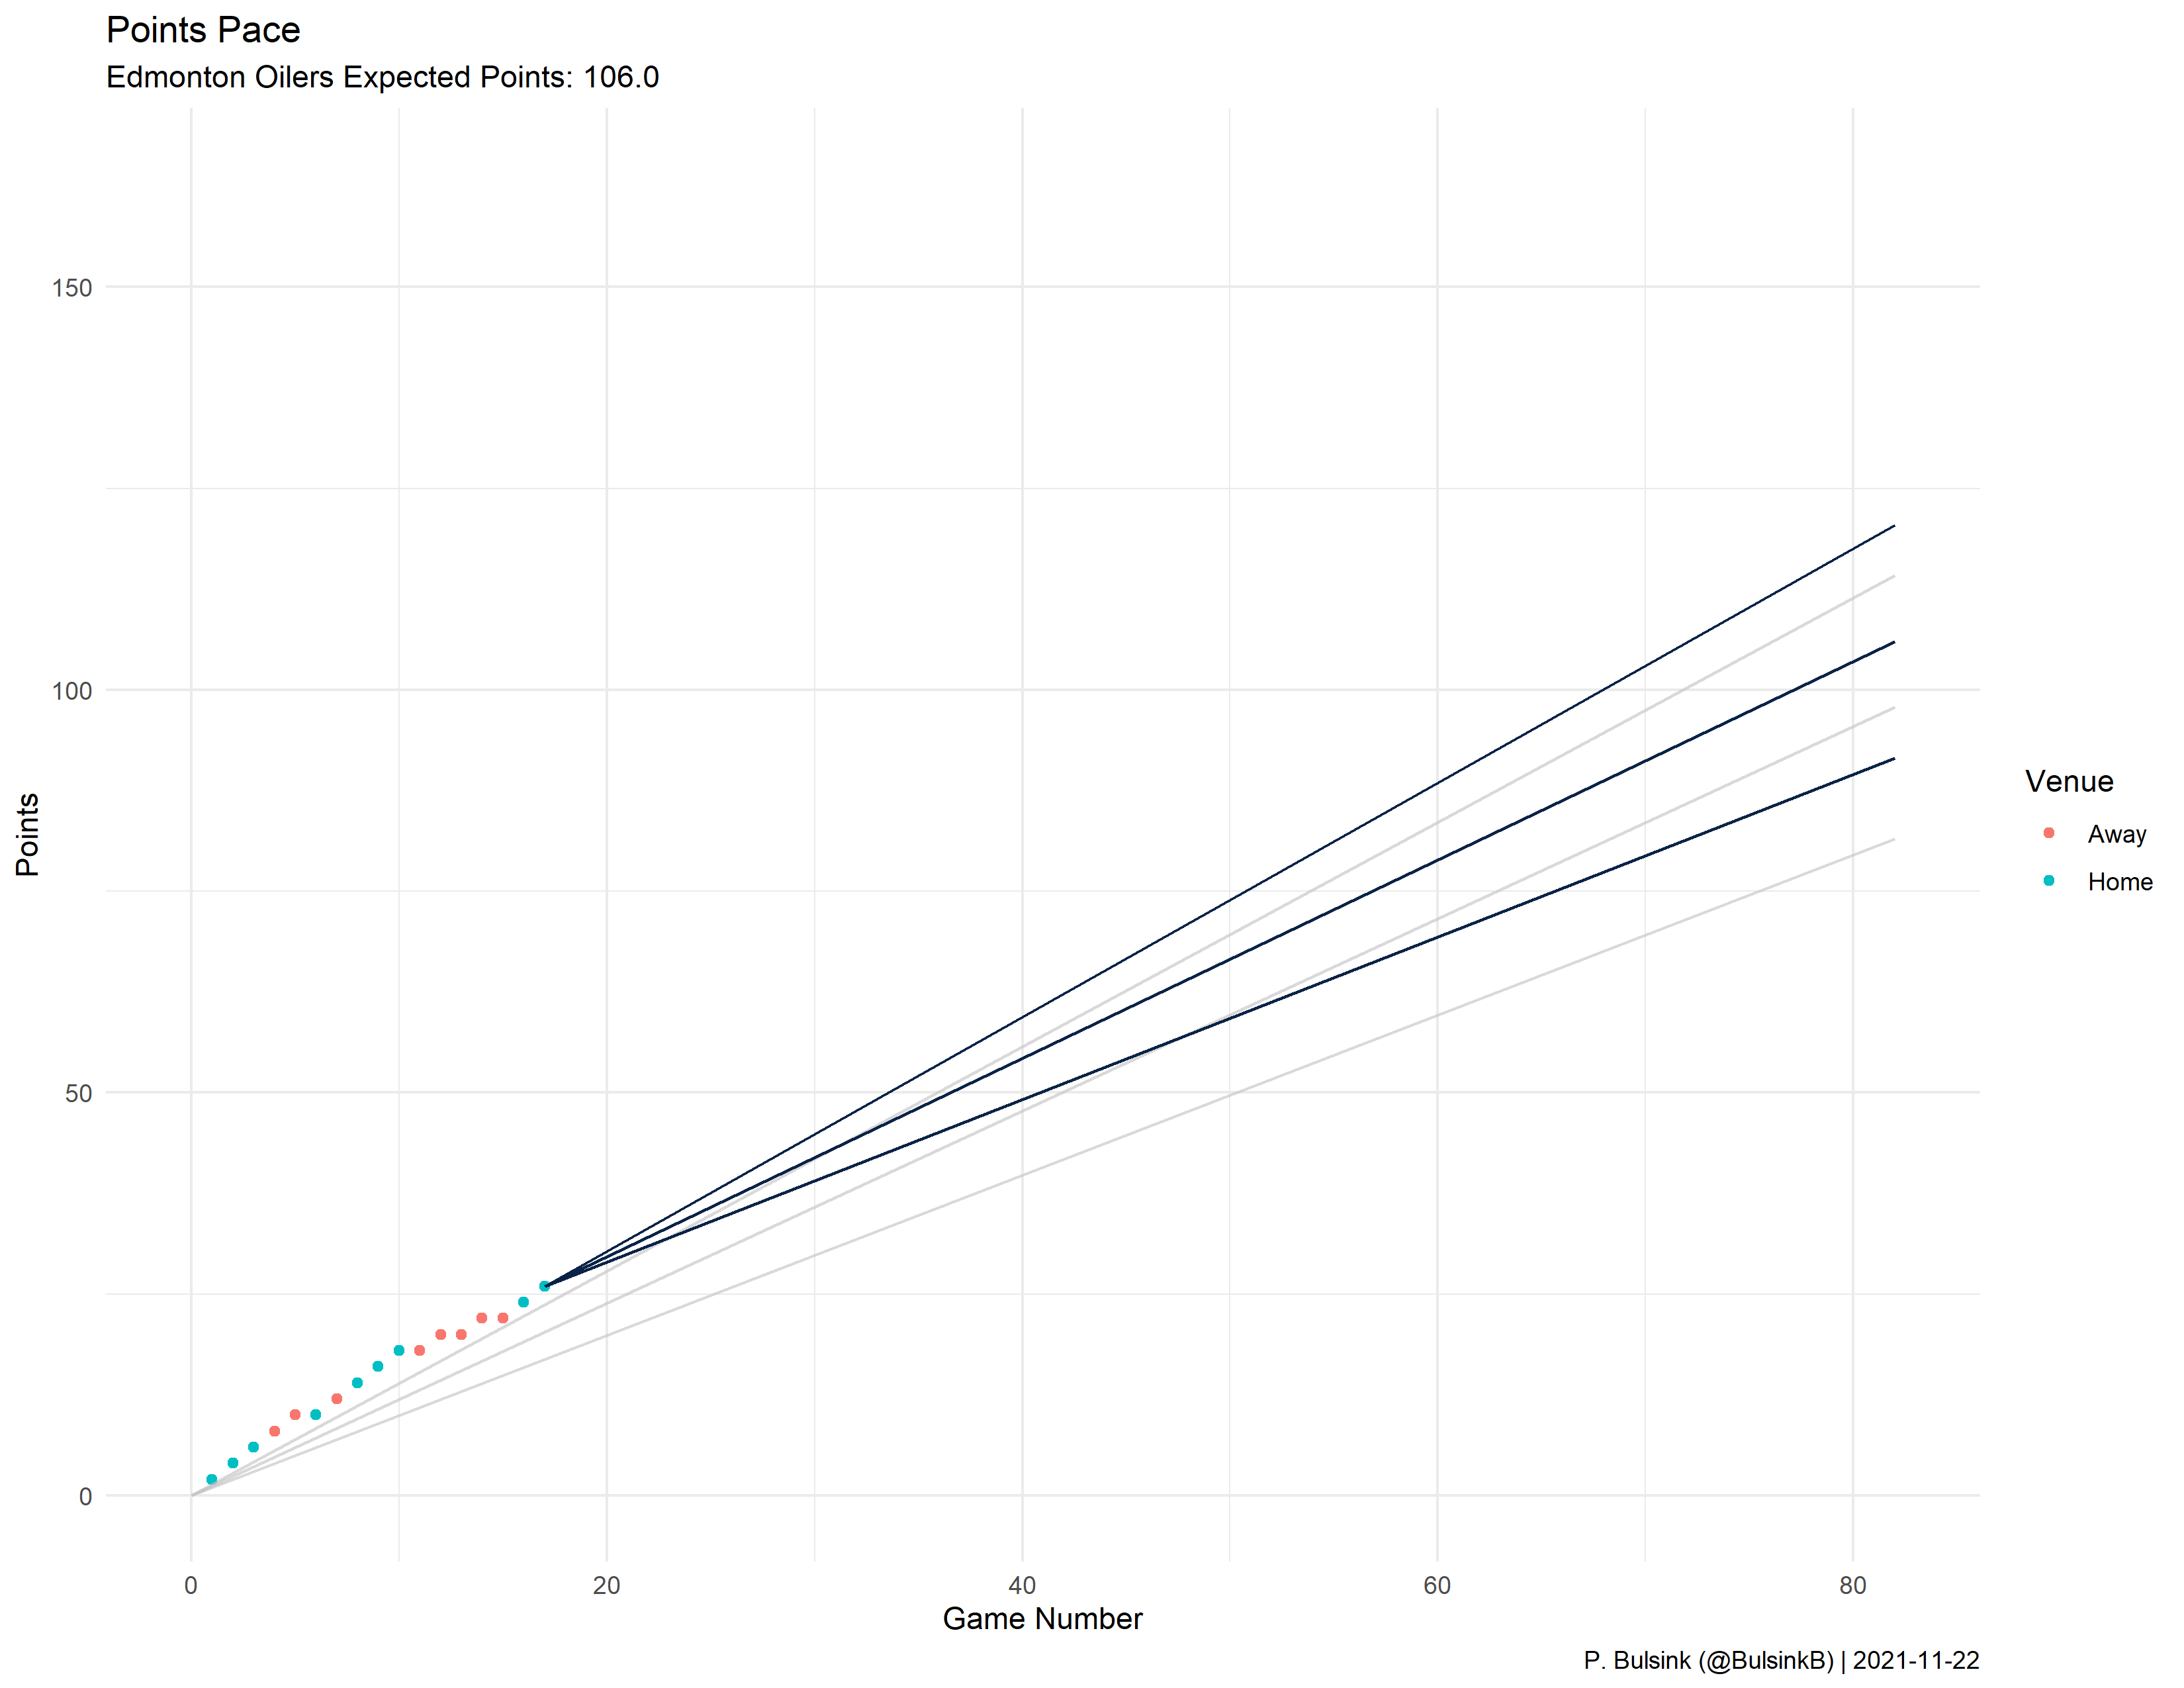 Points Pace
Edmonton Oilers Expected Points: 106.0
150
100
50
0
Points
0 20 40 60 80
Game Number
Venue
Away
Home
P. Bulsink (@BulsinkB) | 2021-11-22